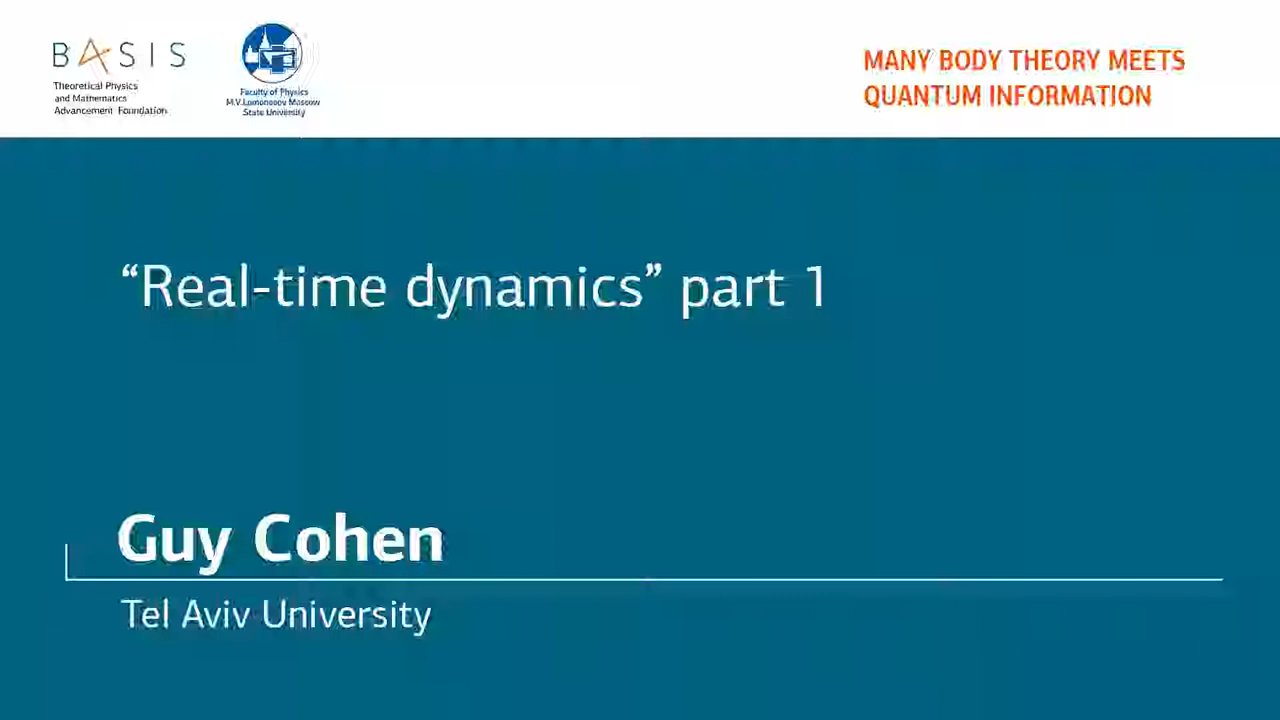 BASIS
Theoretical Physics
and Mathematics
Advancement Foundation
Faculty of Physics
M.V.Lomonosov Moscow
State University
MANY BODY THEORY MEETS
QUANTUM INFORMATION
“Real-time dynamics” part 1
Guy Cohen
Tel Aviv University